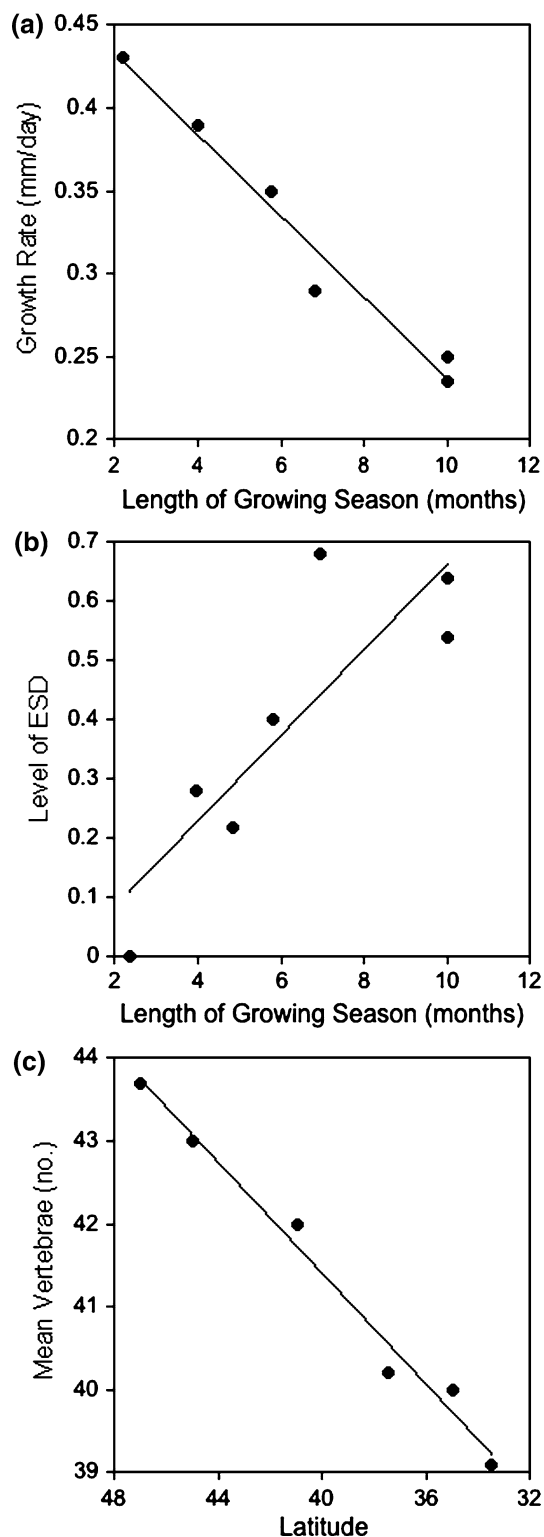 (a)
0.45
0.4
0.35
0.3
0.25
0.2
Growth Rate (mm/day)
2 4 6 8 10 12
Length of Growing Season (months)
(b)
0.7
0.6
0.5
0.4
0.3
0.2
0.1
0
Level of ESD
2 4 6 8 10 12
Length of Growing Season (months)
(c)
44
43
42
41
40
39
Mean Vertebrae (no.)
48 44 40 36 32
Latitude